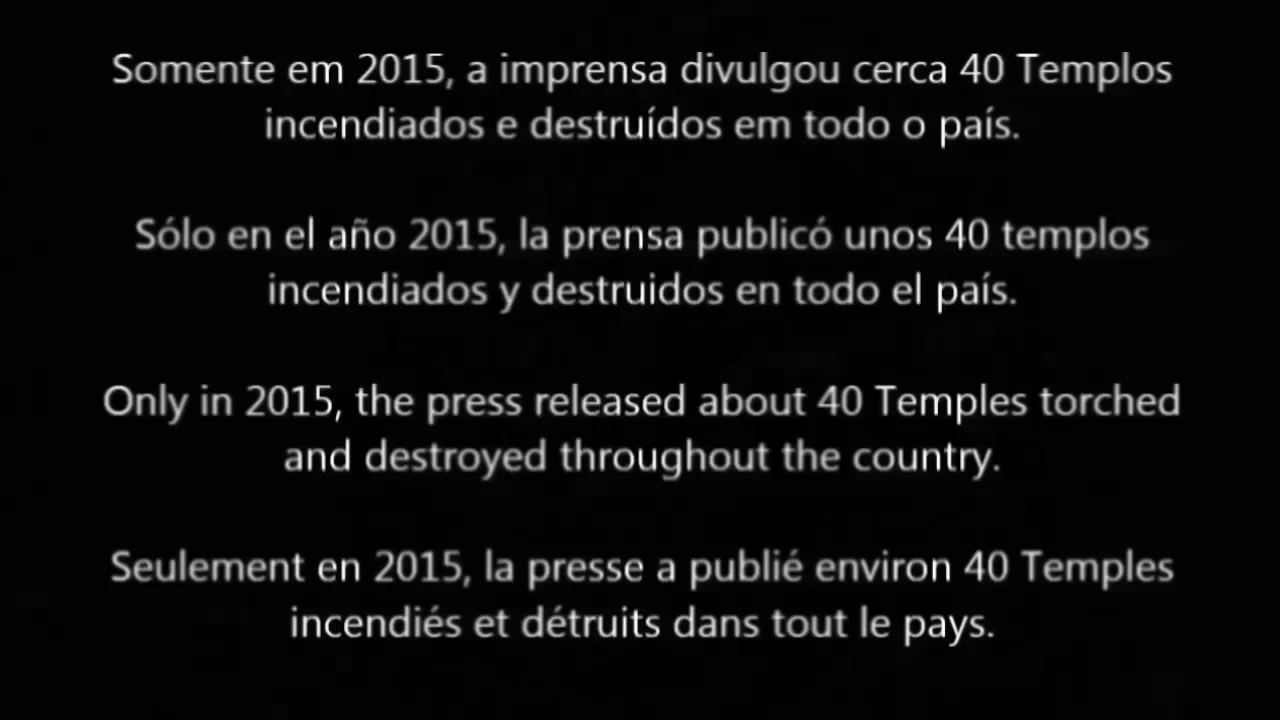 Somente em 2015, a imprensa divulgou cerca 40 Templos
incendiados e destruídos em todo o país.
Sólo en el año 2015, la prensa publicó unos 40 templos
incendiados y destruidos en todo el país.
Only in 2015, the press released about 40 Temples torched
and destroyed throughout the country.
Seulement en 2015, la presse a publié environ 40 Temples
incendiés et détruits dans tout le pays.